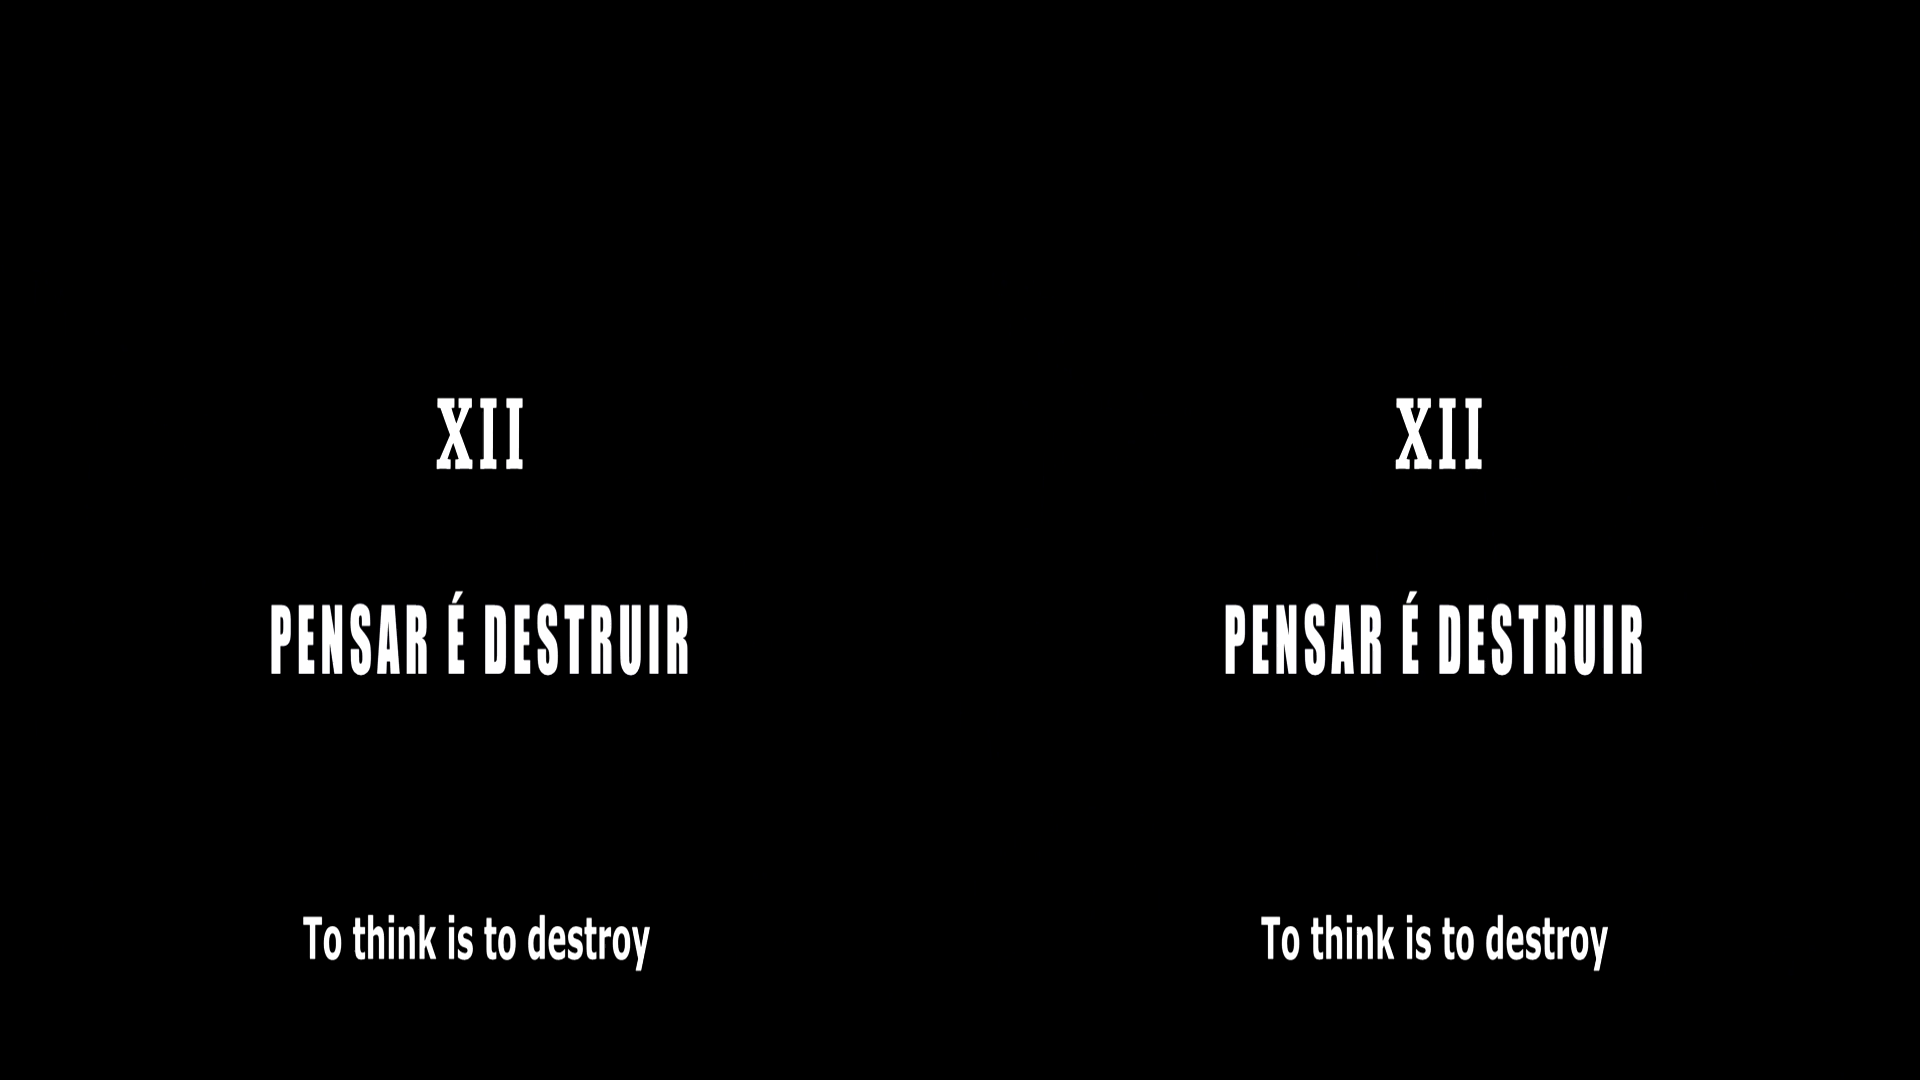 XII
PENSAR É DESTRUIR
To think is to destroy
XII
PENSAR É DESTRUIR
To think is to destroy